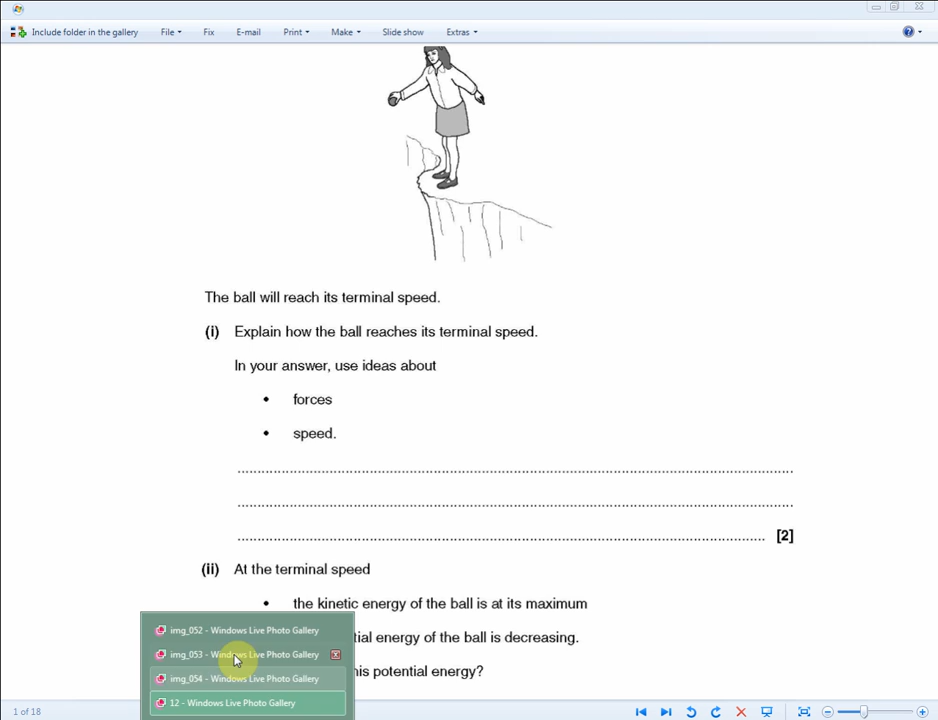 Include folder in the gallery File Fix E-mail Print Make Slide show Extras
The ball will reach its terminal speed.
(i) Explain how the ball reaches its terminal speed.
In your answer, use ideas about
• forces
• speed.
[2]
(ii) At the terminal speed
• the kinetic energy of the ball is at its maximum
tial energy of the ball is decreasing.
his potential energy?
img_052 - Windows Live Photo Gallery
img_053 - Windows Live Photo Gallery
img_054 - Windows Live Photo Gallery
12 - Windows Live Photo Gallery
1 of 18